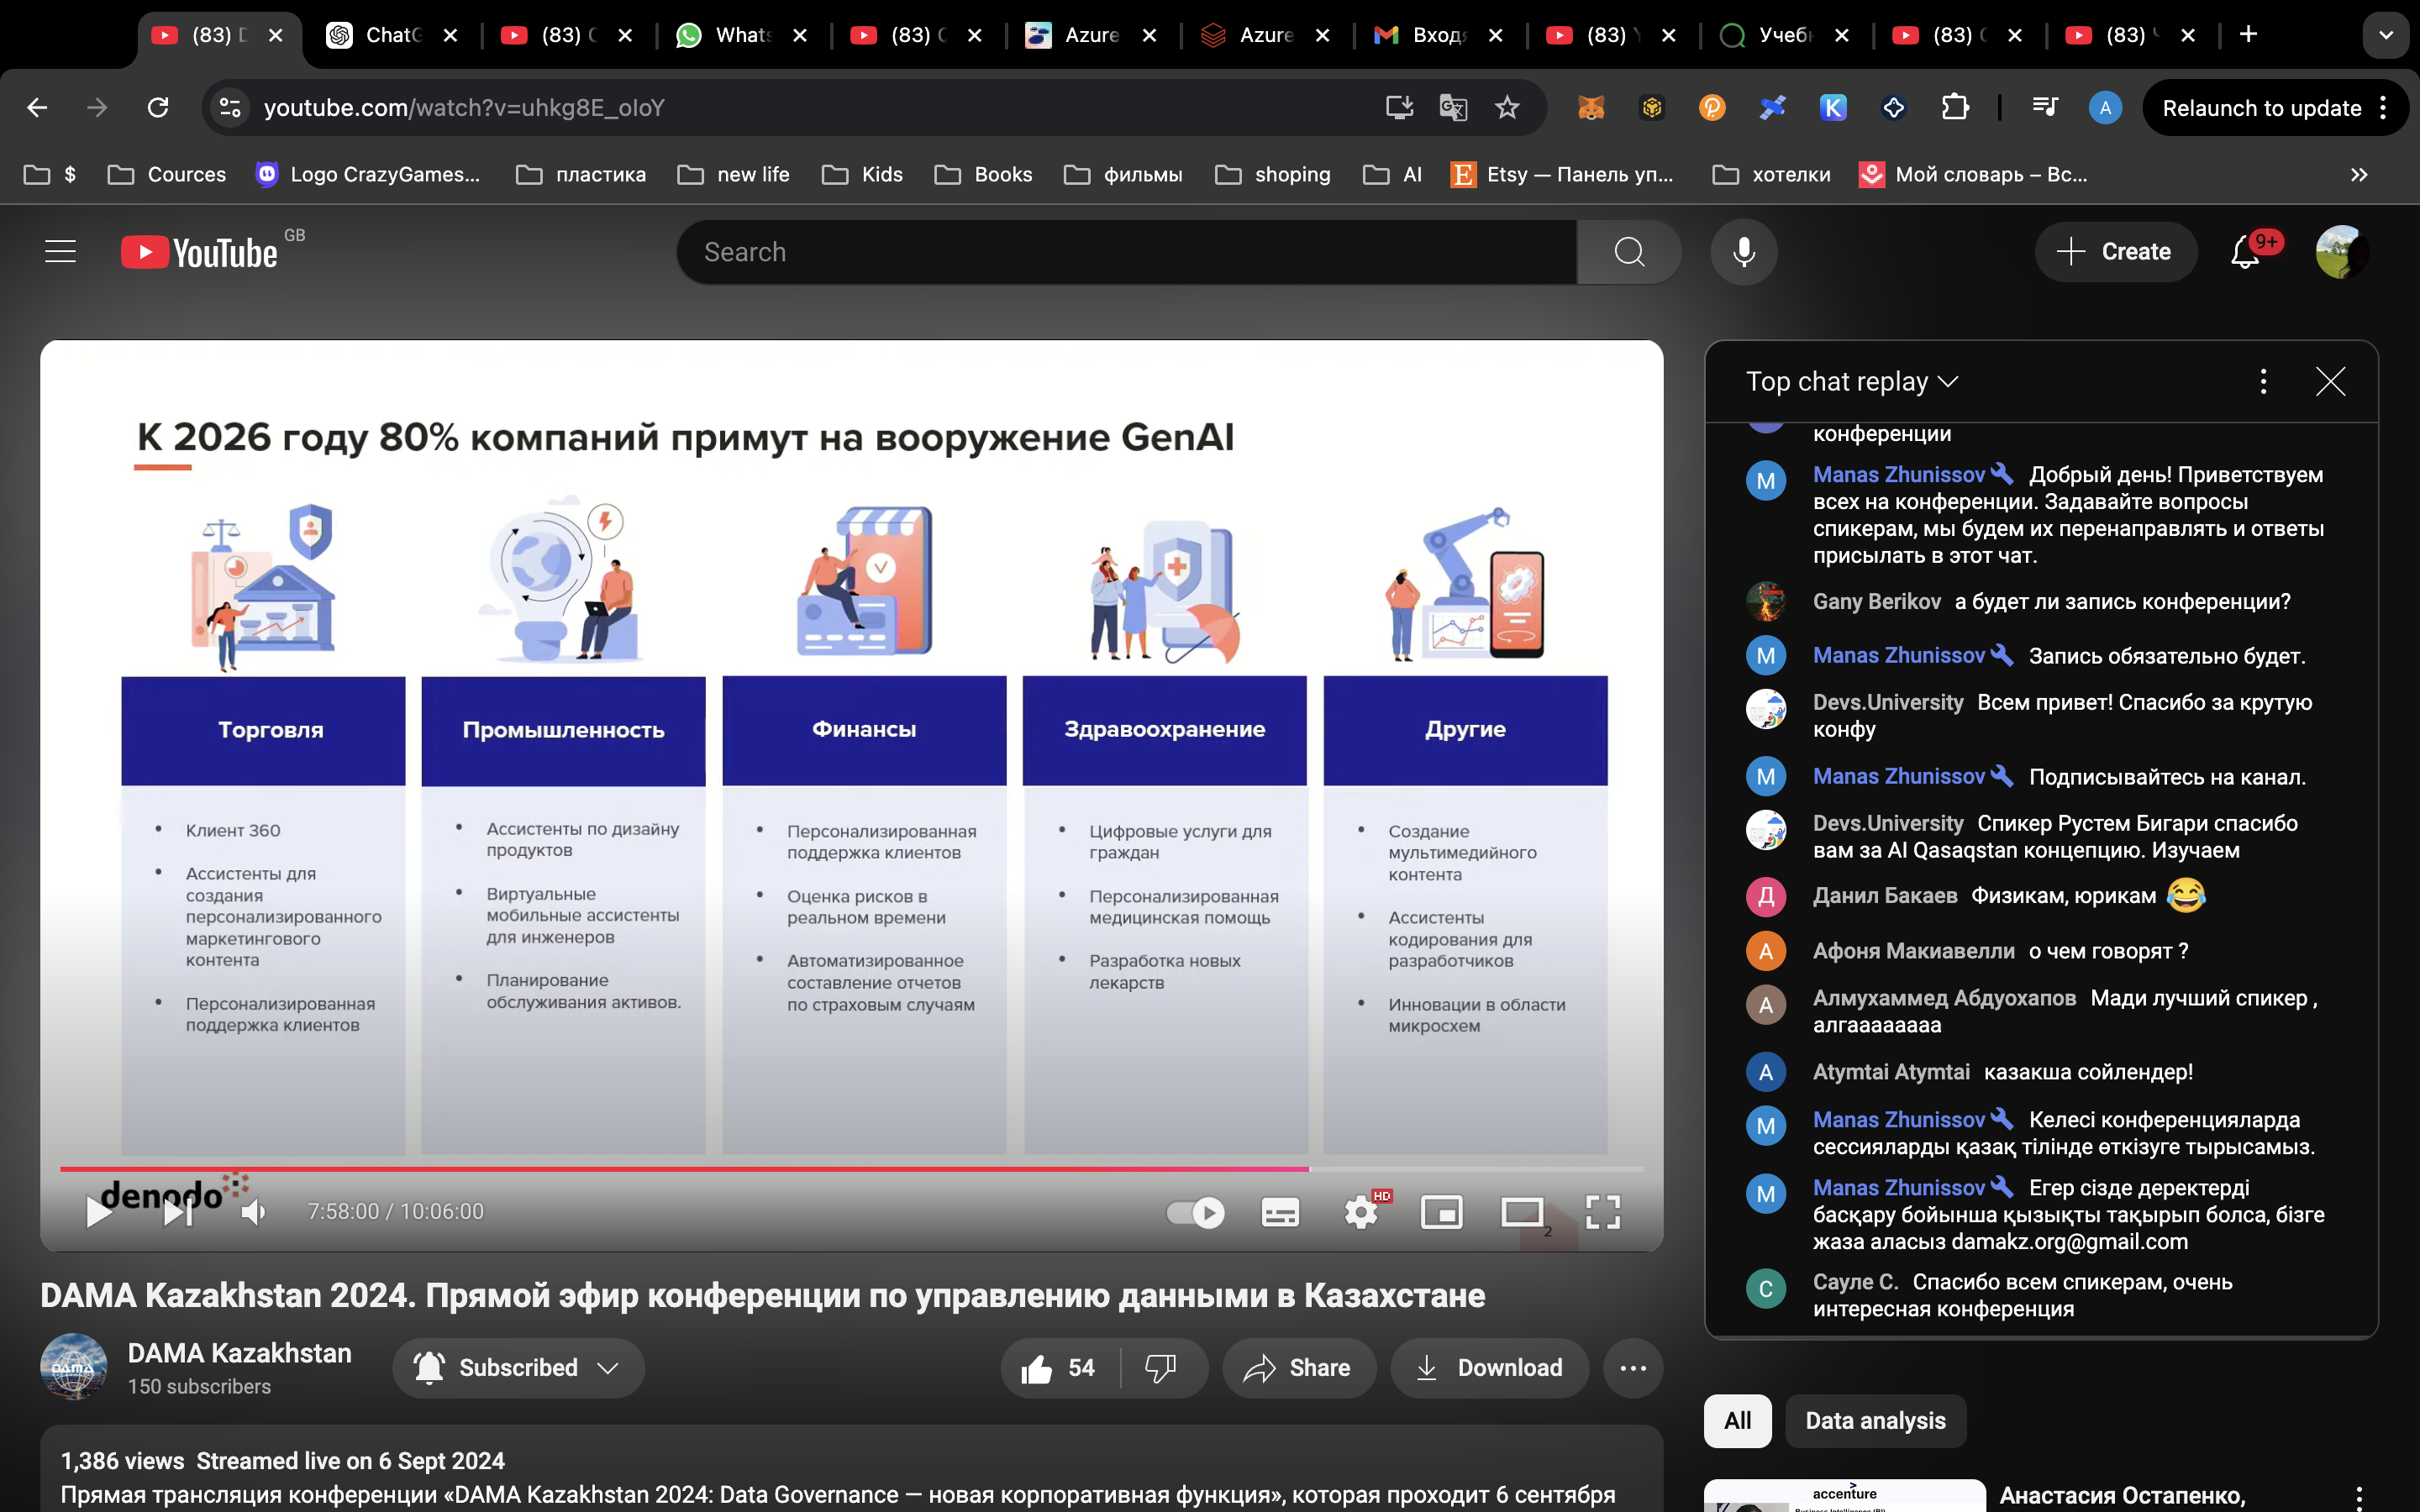 (83)
ChatG
(83)
Whats
(83)
Azure
Azure
Вход
(83)
Учеб
(83)
(83)
youtube.com/watch?v=uhkg8E_oloY
Relaunch to update
$
Cources
Logo CrazyGames...
пластика
new life
Kids
Books
фильмы
shoping
AI
Etsy — Панель уп...
хотелки
Мой словарь – Вс...
YouTube GB
Search
Create
9+
К 2026 году 80% компаний примут на вооружение GenAI
Торговля
Клиент 360
Ассистенты для
создания
персонализированного
маркетингового
контента
Персонализированная
поддержка клиентов
Промышленность
Ассистенты по дизайну
продуктов
Виртуальные
мобильные ассистенты
для инженеров
Планирование
обслуживания активов.
Финансы
Персонализированная
поддержка клиентов
Оценка рисков в
реальном времени
Автоматизированное
составление отчетов
по страховым случаям
Здравоохранение
Цифровые услуги для
граждан
Персонализированная
медицинская помощь
Разработка новых
лекарств
Другие
Создание
мультимедийного
контента
Ассистенты
кодирования для
разработчиков
Инновации в области
микросхем
denodo
7:58:00 / 10:06:00
HD
2
DAMA Kazakhstan 2024. Прямой эфир конференции по управлению данными в Казахстане
DAMA
DAMA Kazakhstan
150 subscribers
Subscribed
54
Share
Download
1,386 views Streamed live on 6 Sept 2024
Прямая трансляция конференции «DAMA Kazakhstan 2024: Data Governance — новая корпоративная функция», которая проходит 6 сентября
Top chat replay
конференции
Manas Zhunissov Добрый день! Приветствуем
всех на конференции. Задавайте вопросы
спикерам, мы будем их перенаправлять и ответы
присылать в этот чат.
Gany Berikov а будет ли запись конференции?
Manas Zhunissov Запись обязательно будет.
Devs.University Всем привет! Спасибо за крутую
конфу
Manas Zhunissov Подписывайтесь на канал.
Devs.University Спикер Рустем Бигари спасибо
вам за AI Qasaqstan концепцию. Изучаем
Данил Бакаев Физикам, юрикам 😂
Афоня Макиавелли о чем говорят ?
Алмухаммед Абдуохапов Мади лучший спикер ,
алгааааааааа
Atymtai Atymtai казакша сойлендер!
Manas Zhunissov Келесі конференцияларда
сессияларды қазақ тілінде өткізуге тырысамыз.
Manas Zhunissov Егер сізде деректерді
басқару бойынша қызықты тақырып болса, бізге
жаза аласыз damakz.org@gmail.com
Сауле С. Спасибо всем спикерам, очень
интересная конференция
All
Data analysis
accenture
Анастасия Остапенко,